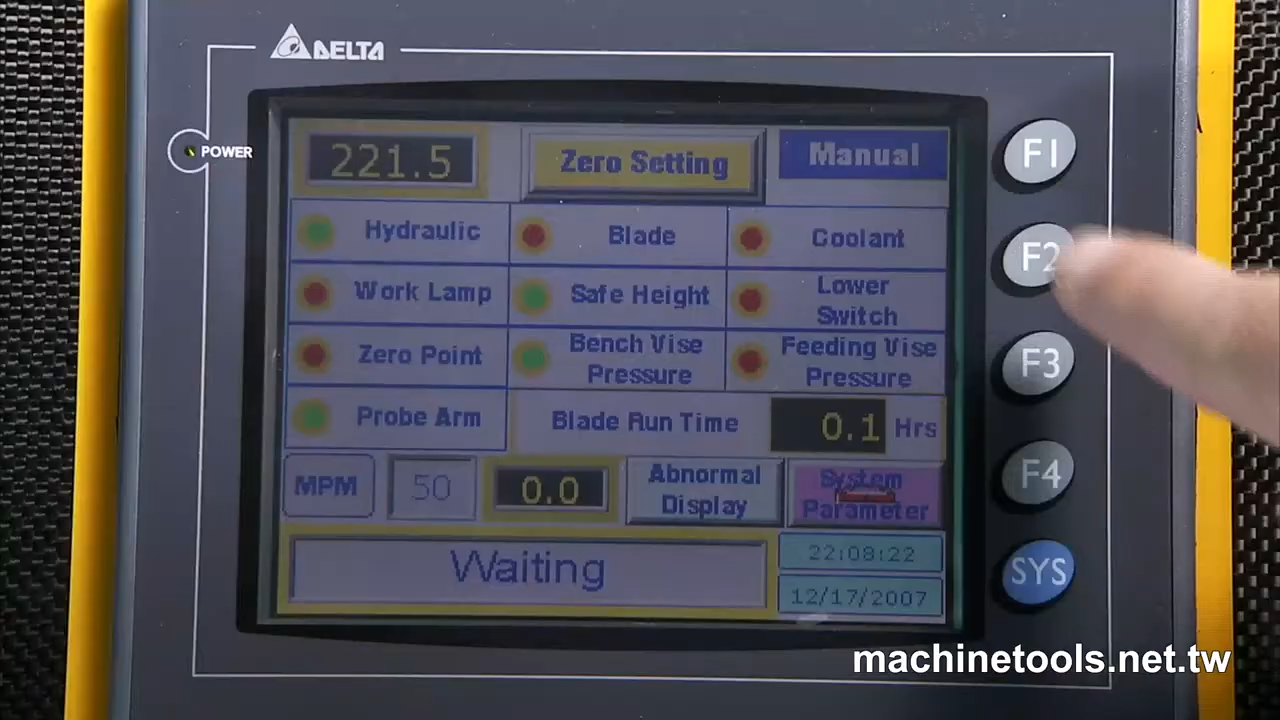 DELTA
POWER
221.5
Zero Setting
Manual
F1
Hydraulic
Blade
Coolant
F2
Work Lamp
Safe Height
Lower
Switch
Zero Point
Bench Vise
Pressure
Feeding Vise
Pressure
F3
Probe Arm
Blade Run Time
0.1 Hrs
MPM
50
0.0
Abnormal
Display
System
Parameter
F4
Waiting
22:08:22
12/17/2007
SYS
machinetools.net.tw